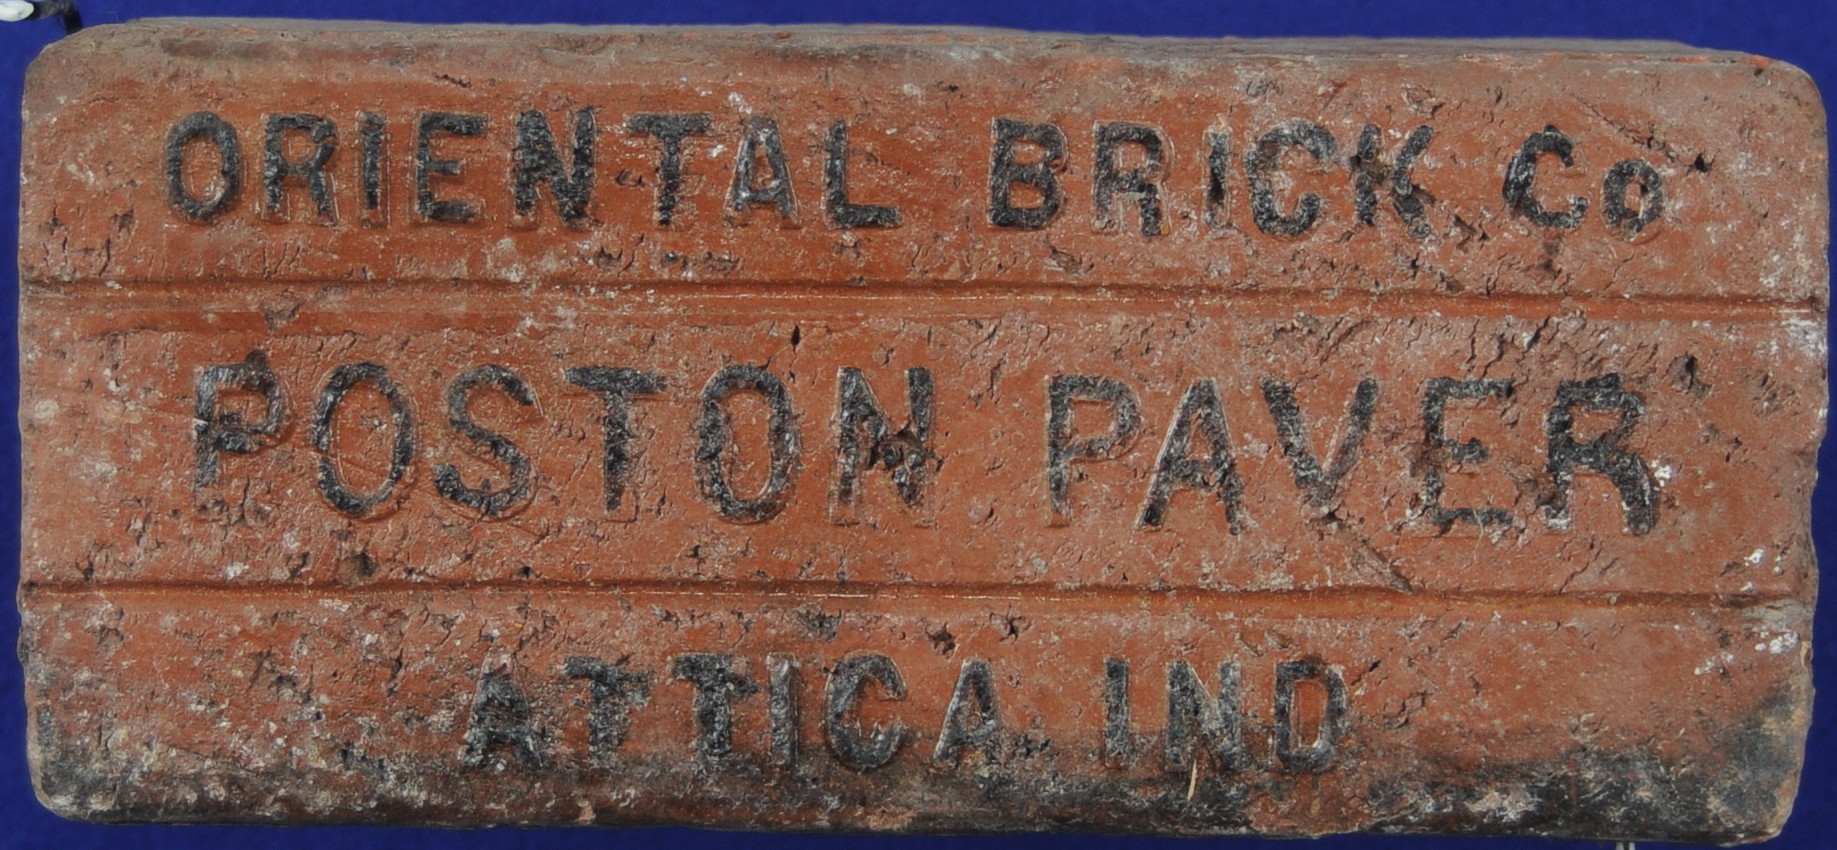 ORIENTAL BRICK Co
POSTON PAVER
ATTICA IND